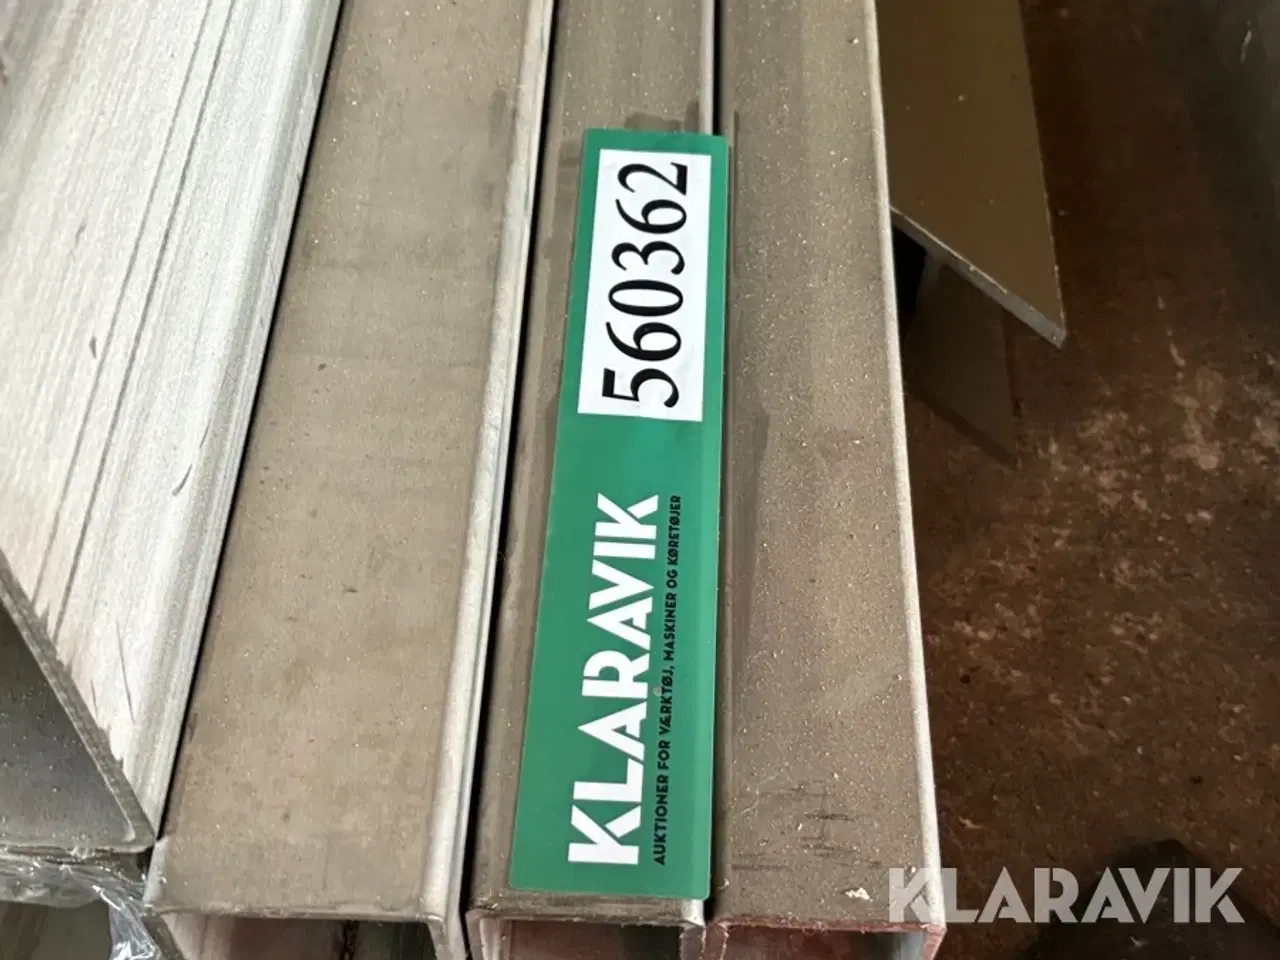 560362
KLARAVIK
AUKTIONER FOR VÆRKTØJ, MASKINER OG KØRETØJER
KLARAVIK